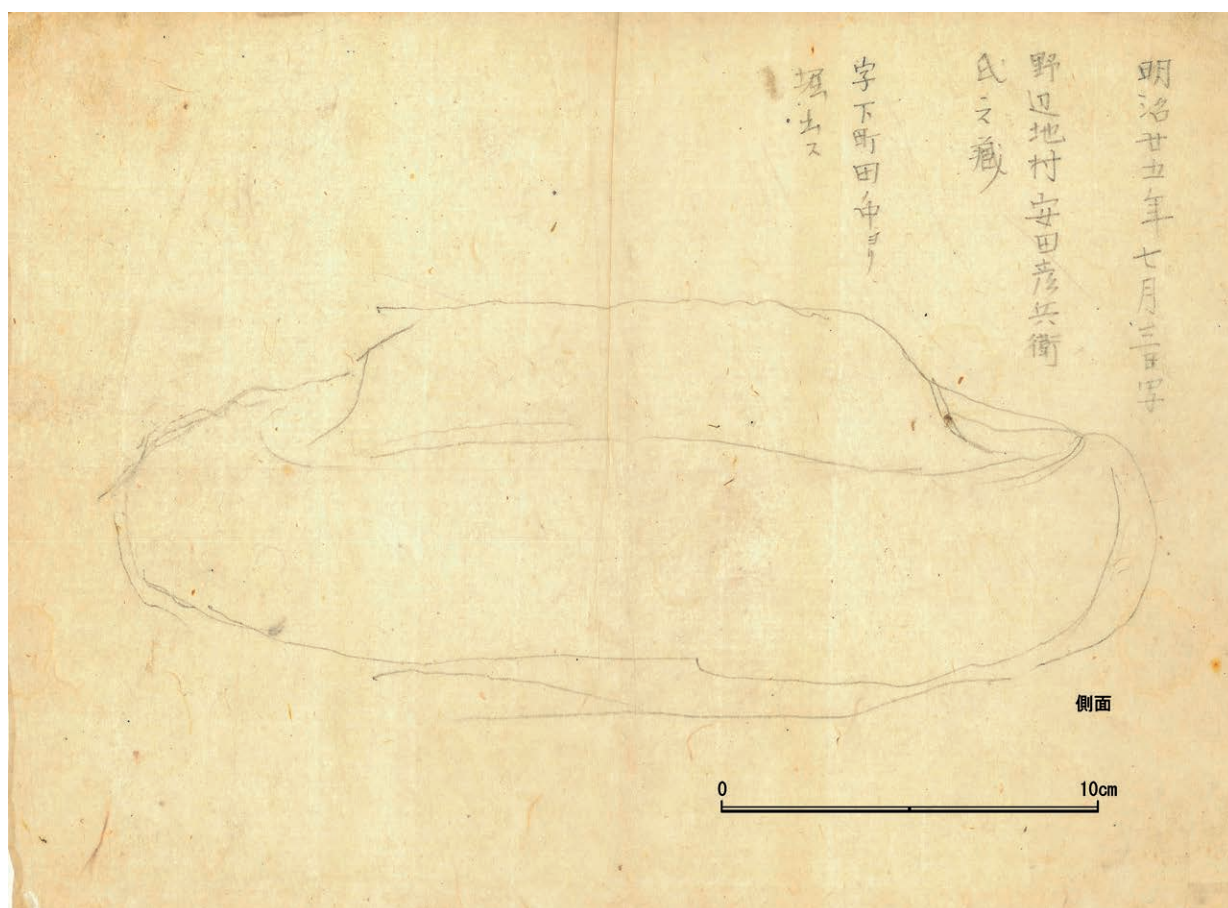 明治廿五年七月三日写
野辺地村安田彦兵衛
氏之蔵
字下町田中ヨリ
堀出ス
側面
0
10cm